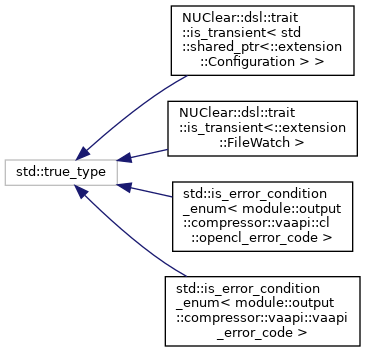 NUClear::dsl::trait
::is_transient< std
::shared_ptr<::extension
::Configuration > >
NUClear::dsl::trait
::is_transient<::extension
::FileWatch >
std::true_type
std::is_error_condition
_enum< module::output
::compressor::vaapi::cl
::opencl_error_code >
std::is_error_condition
_enum< module::output
::compressor::vaapi::vaapi
_error_code >